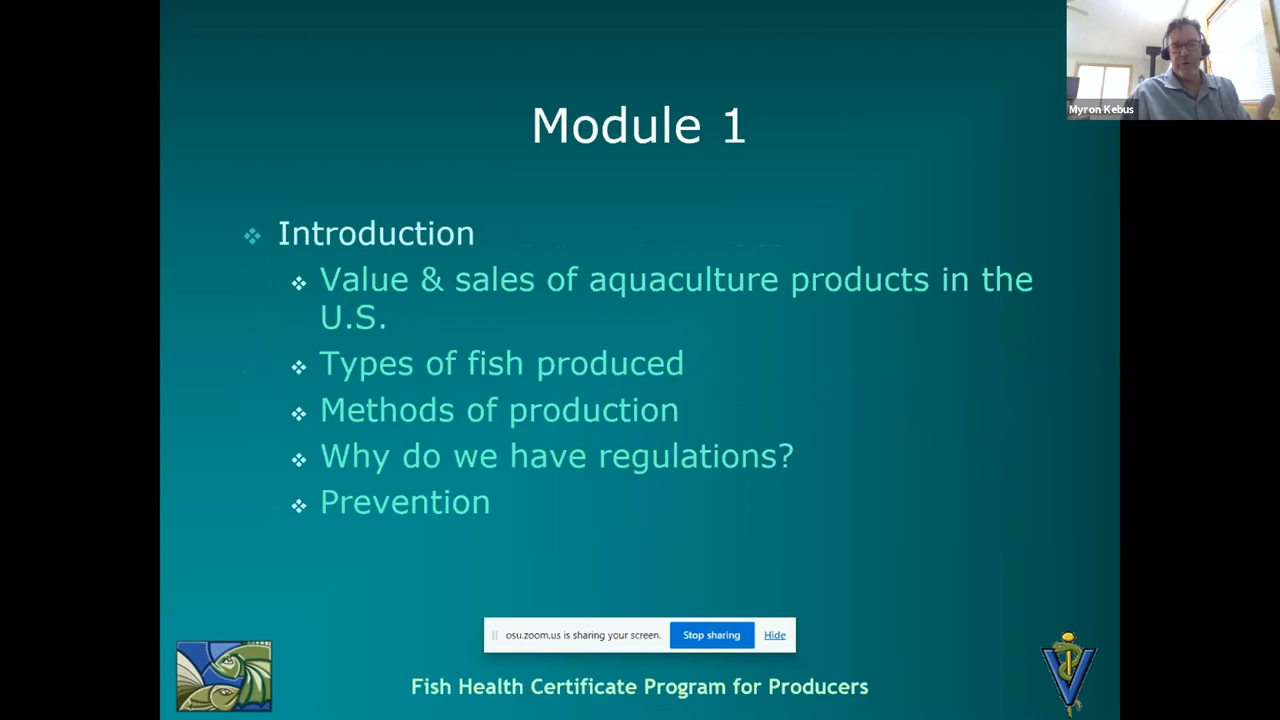 Myron Kebus
Module 1
Introduction
Value & sales of aquaculture products in the
U.S.
Types of fish produced
Methods of production
Why do we have regulations?
Prevention
osu.zoom.us is sharing your screen. Stop sharing Hide
Fish Health Certificate Program for Producers
V